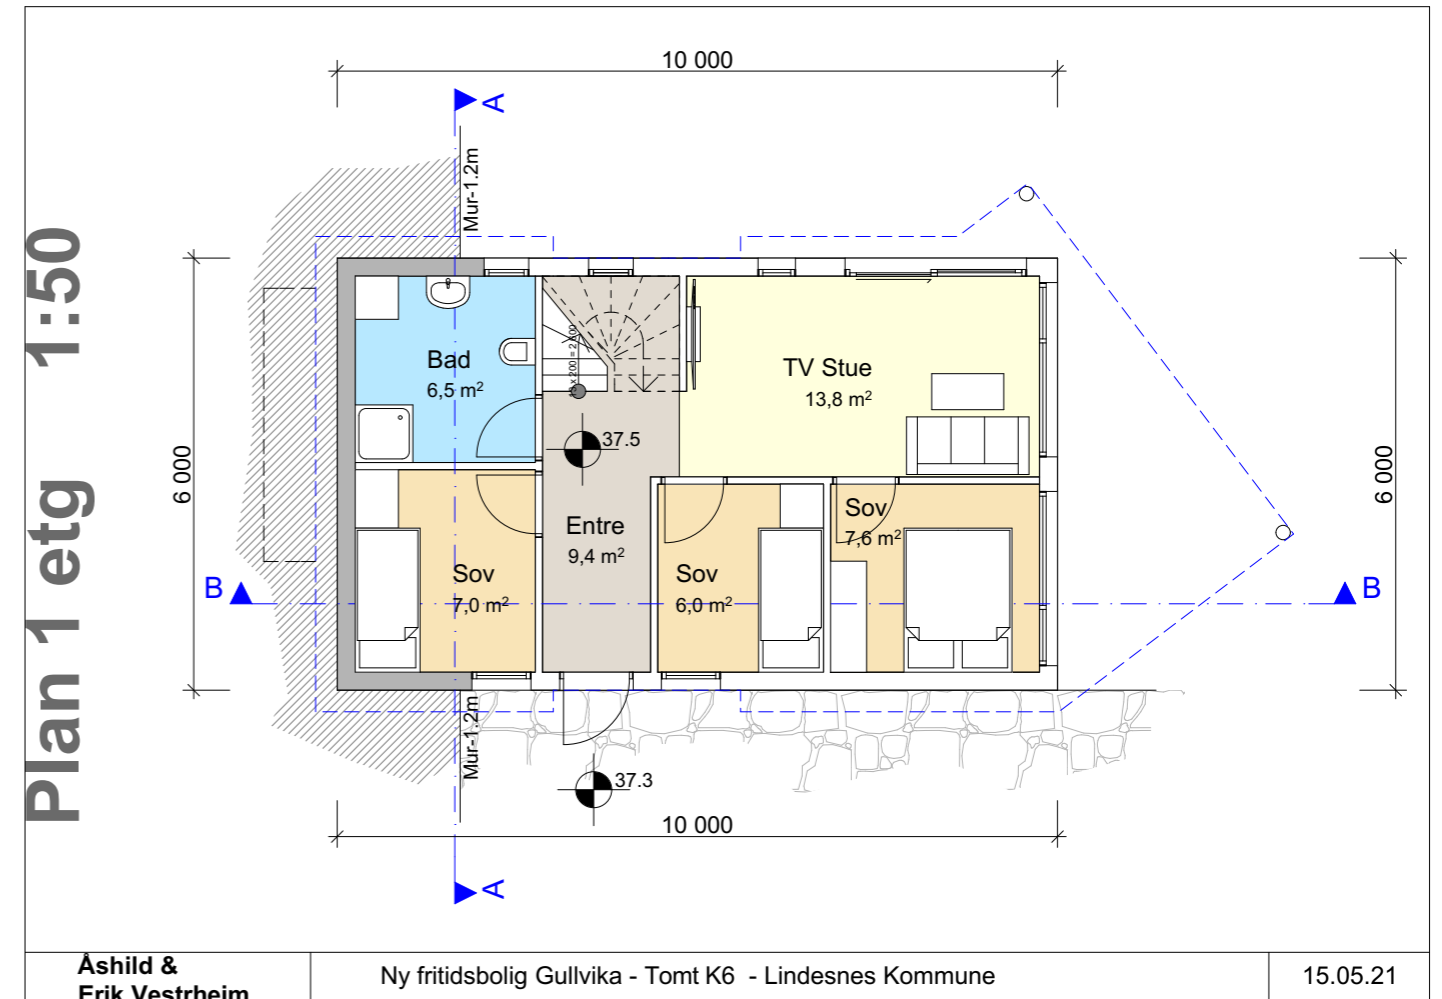 Plan 1 etg 1:50
10 000
A
Mur-1.2m
6 000
6 000
Bad
6,5 m²
TV Stue
13,8 m²
37.5
Entre
9,4 m²
Sov
7,0 m²
Sov
6,0 m²
Sov
7,6 m²
B
B
Mur-1.2m
37.3
10 000
A
Åshild &
Erik Vestrheim
Ny fritidsbolig Gullvika - Tomt K6 - Lindesnes Kommune
15.05.21